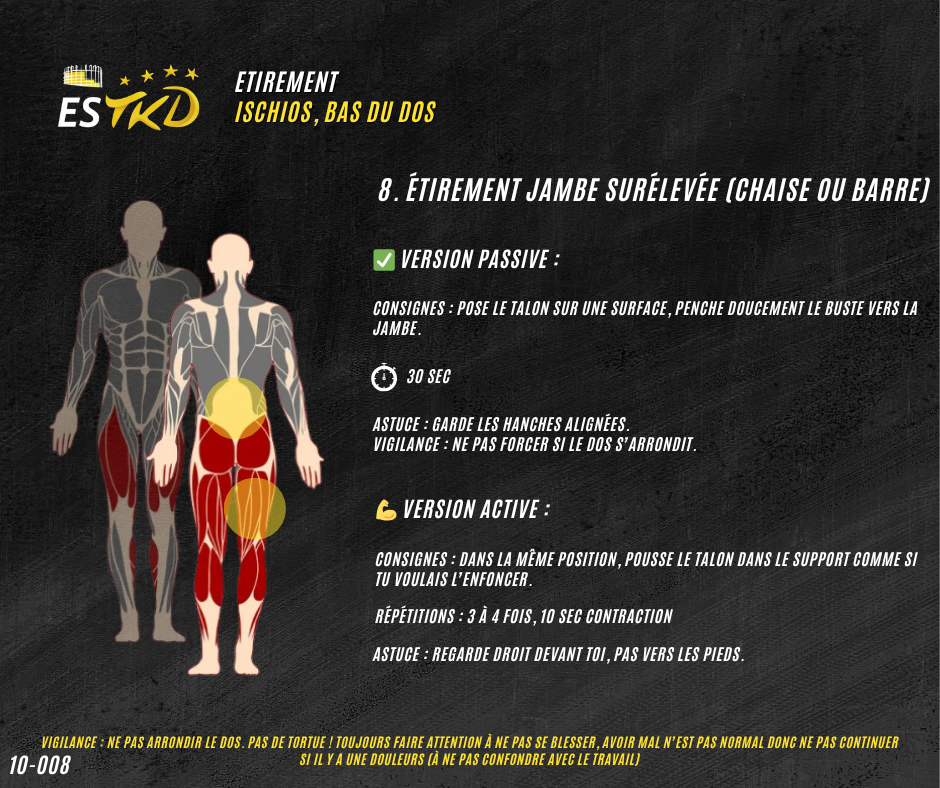 ESTKD
ETIREMENT
ISCHIOS, BAS DU DOS
8. ÉTIREMENT JAMBE SURÉLEVÉE (CHAISE OU BARRE)
✅ VERSION PASSIVE :
CONSIGNES : POSE LE TALON SUR UNE SURFACE, PENCHE DOUCEMENT LE BUSTE VERS LA
JAMBE.
30 SEC
ASTUCE : GARDE LES HANCHES ALIGNÉES.
VIGILANCE : NE PAS FORCER SI LE DOS S'ARRONDIT.
💪 VERSION ACTIVE :
CONSIGNES : DANS LA MÊME POSITION, POUSSE LE TALON DANS LE SUPPORT COMME SI
TU VOULAIS L'ENFONCER.
RÉPÉTITIONS : 3 À 4 FOIS, 10 SEC CONTRACTION
ASTUCE : REGARDE DROIT DEVANT TOI, PAS VERS LES PIEDS.
VIGILANCE : NE PAS ARRONDIR LE DOS. PAS DE TORTUE ! TOUJOURS FAIRE ATTENTION À NE PAS SE BLESSER, AVOIR MAL N'EST PAS NORMAL DONC NE PAS CONTINUER
SI IL Y A UNE DOULEURS (À NE PAS CONFONDRE AVEC LE TRAVAIL)
10-008